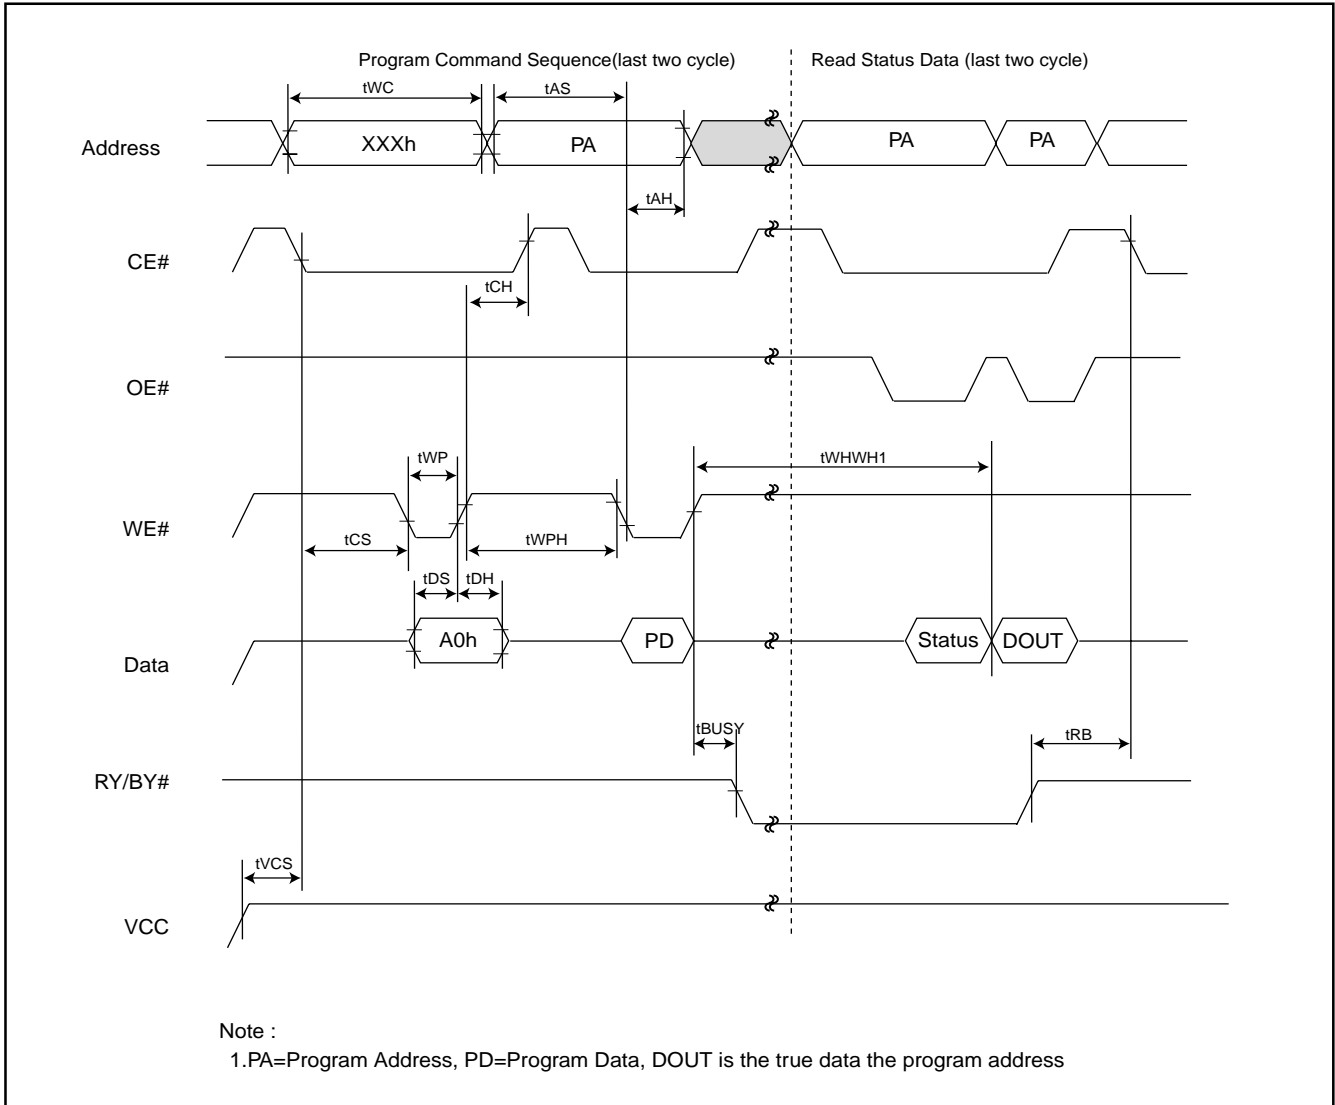 Program Command Sequence(last two cycle)
Read Status Data (last two cycle)
tWC
tAS
Address
XXXh
PA
PA
PA
tAH
CE#
tCH
OE#
tWP
tWHWH1
WE#
tCS
tWPH
tDS
tDH
A0h
PD
Status
DOUT
Data
tBUSY
tRB
RY/BY#
tVCS
VCC
Note :
1.PA=Program Address, PD=Program Data, DOUT is the true data the program address